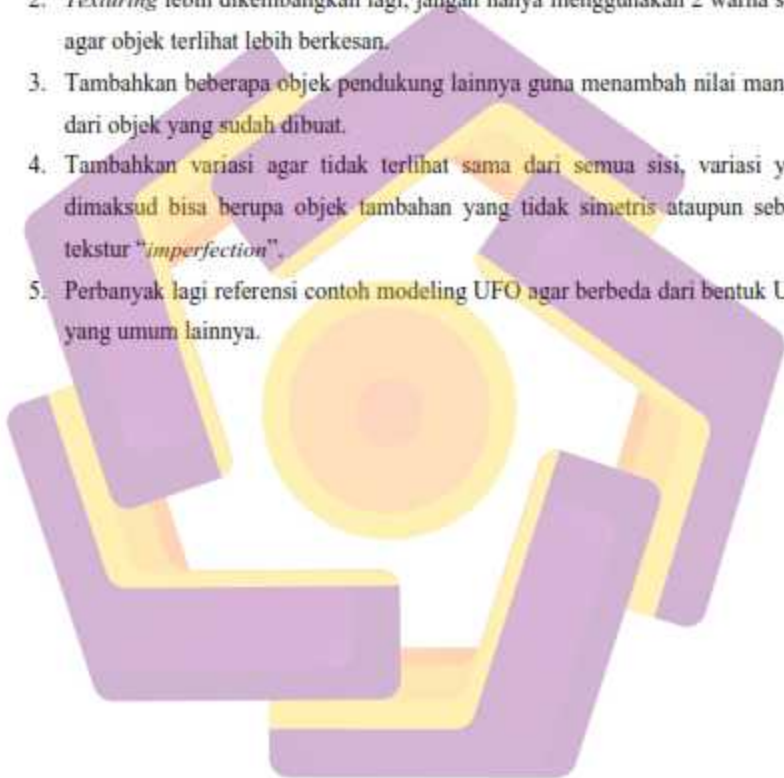 2. Texturing lebih dikembangkan lagi, jangan hanya menggunakan 2 warna
agar objek terlihat lebih berkesan.
3. Tambahkan beberapa objek pendukung lainnya guna menambah nilai
dari objek yang sudah dibuat.
4. Tambahkan variasi agar tidak terlihat sama dari semua sisi, variasi
dimaksud bisa berupa objek tambahan yang tidak simetris ataupun
tekstur “imperfection”.
5. Perbanyak lagi referensi contoh modeling UFO agar berbeda dari bentuk
yang umum lainnya.